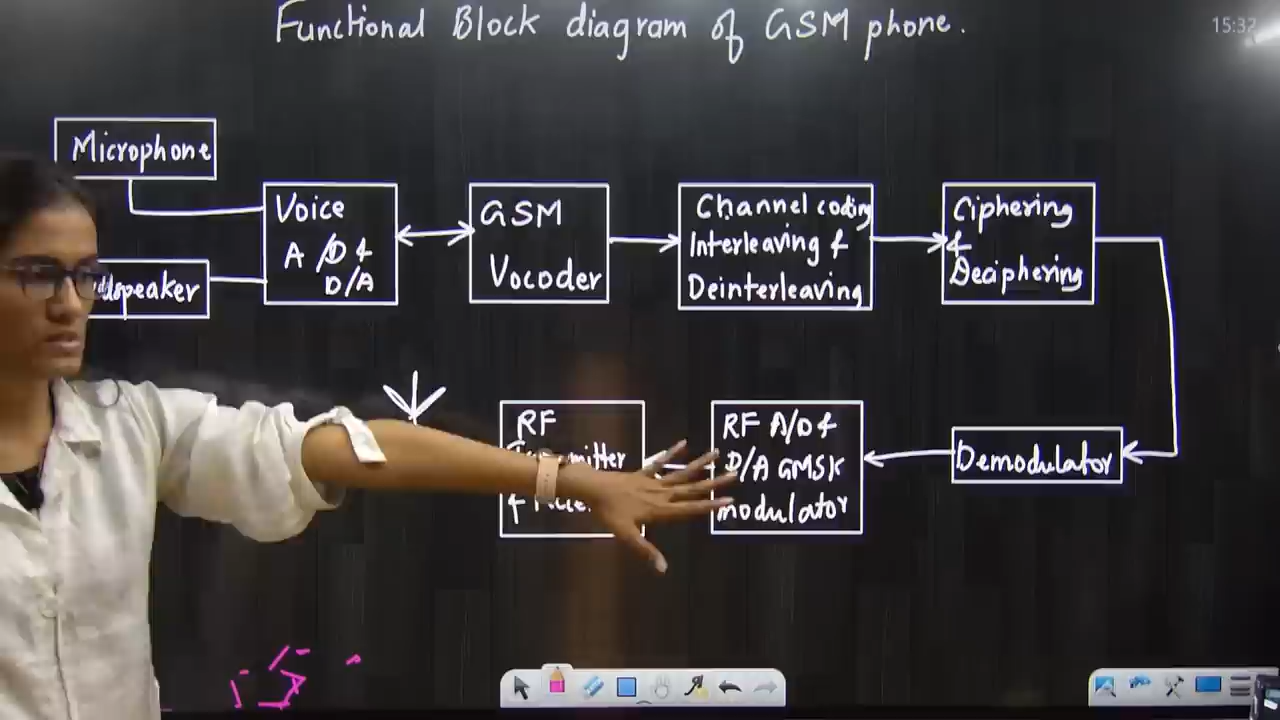 Functional Block diagram of GSM phone.
15:37
Microphone
Voice
A/D &
D/A
GSM
Vocoder
Channel coding
Interleaving &
Deinterleaving
Ciphering
&
Deciphering
RF
&
RF A/D &
D/A GMSK
modulator
Demodulator